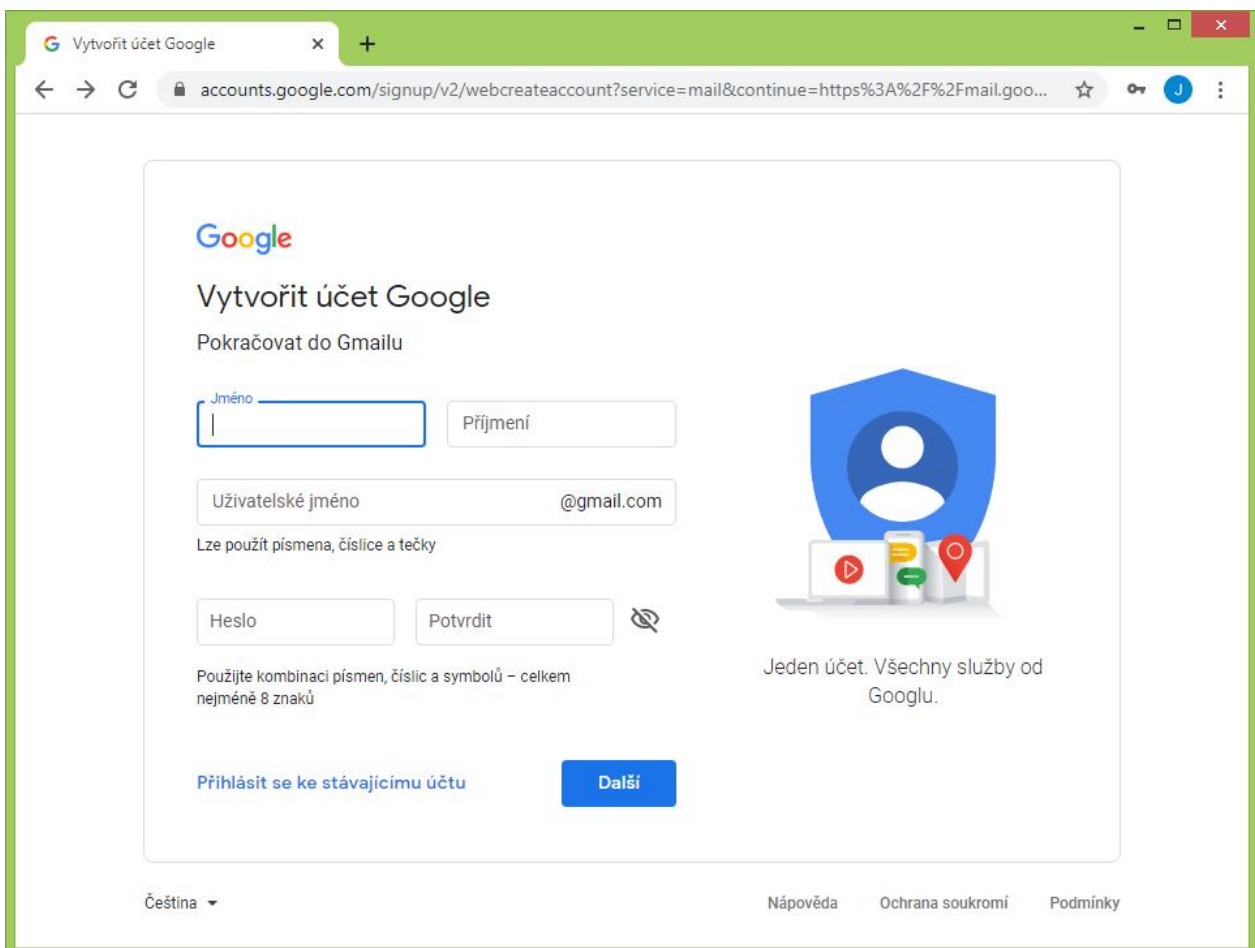 Vytvořit účet Google
accounts.google.com/signup/v2/webcreateaccount?service=mail&continue=https%3A%2F%2Fmail.goo...
J
Google
Vytvořit účet Google
Pokračovat do Gmailu
Jméno
Příjmení
Uživatelské jméno @gmail.com
Lze použít písmena, číslice a tečky
Heslo
Potvrdit
Použijte kombinaci písmen, číslic a symbolů – celkem
nejméně 8 znaků
Přihlásit se ke stávajícímu účtu
Další
Jeden účet. Všechny služby od
Googlu.
Čeština
Nápověda Ochrana soukromí Podmínky